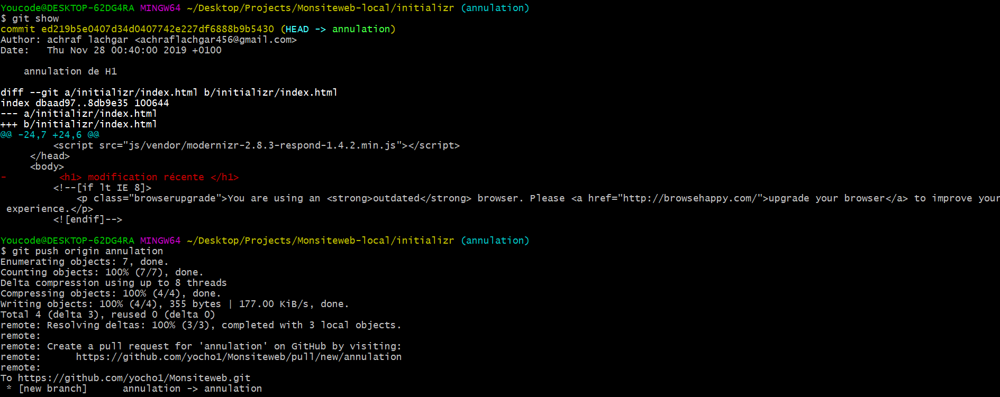 Youcode@DESKTOP-62DG4RA MINGW64 ~/Desktop/Projects/Monsiteweb-local/initializr (annulation)
$ git show
commit ed219b5e0407d34d0407742e227df6888b9b5430 (HEAD -> annulation)
Author: achraf lachgar <achraflachgar456@gmail.com>
Date:   Thu Nov 28 00:40:00 2019 +0100

    annulation de H1

diff --git a/initializr/index.html b/initializr/index.html
index dbaad97..8db9e35 100644
--- a/initializr/index.html
+++ b/initializr/index.html
@@ -24,7 +24,6 @@
         <script src="js/vendor/modernizr-2.8.3-respond-1.4.2.min.js"></script>
     </head>
     <body>
-         <h1> modification récente </h1>
         <!--[if lt IE 8]>
             <p class="browserupgrade">You are using an <strong>outdated</strong> browser. Please <a href="http://browsehappy.com/">upgrade your browser</a> to improve your
 experience.</p>
         <![endif]-->

Youcode@DESKTOP-62DG4RA MINGW64 ~/Desktop/Projects/Monsiteweb-local/initializr (annulation)
$ git push origin annulation
Enumerating objects: 7, done.
Counting objects: 100% (7/7), done.
Delta compression using up to 8 threads
Compressing objects: 100% (4/4), done.
Writing objects: 100% (4/4), 355 bytes | 177.00 KiB/s, done.
Total 4 (delta 3), reused 0 (delta 0)
remote: Resolving deltas: 100% (3/3), completed with 3 local objects.
remote:
remote: Create a pull request for 'annulation' on GitHub by visiting:
remote:      https://github.com/yocho1/Monsiteweb/pull/new/annulation
remote:
To https://github.com/yocho1/Monsiteweb.git
 * [new branch]      annulation -> annulation